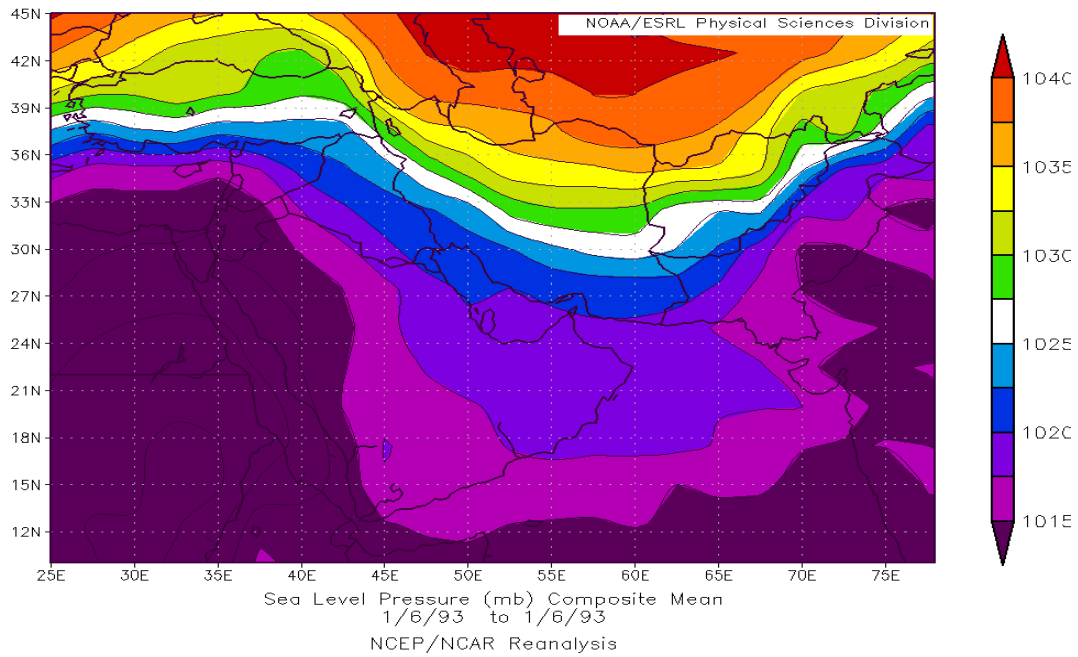 NOAA/ESRL Physical Sciences Division
45N
42N
39N
36N
33N
30N
27N
24N
21N
18N
15N
12N
25E 30E 35E 40E 45E 50E 55E 60E 65E 70E 75E
1040
1035
1030
1025
1020
1015
Sea Level Pressure (mb) Composite Mean
1/6/93 to 1/6/93
NCEP/NCAR Reanalysis